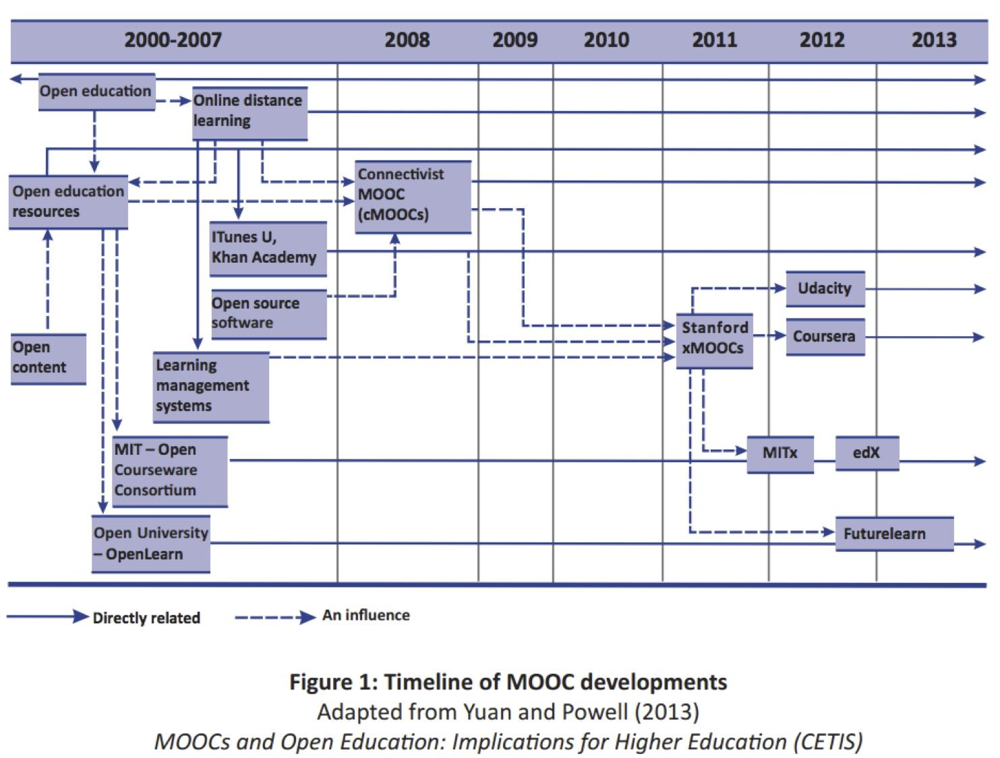 2000-2007 2008 2009 2010 2011 2012 2013
Open education
Online distance
learning
Open education
resources
Connectivist
MOOC
(cMOOCs)
ITunes U,
Khan Academy
Open source
software
Open
content
Learning
management
systems
Stanford
xMOOCs
Udacity
Coursera
MIT – Open
Courseware
Consortium
MITx
edX
Open University
– OpenLearn
Futurelearn
Directly related
An influence
Figure 1: Timeline of MOOC developments
Adapted from Yuan and Powell (2013)
MOOCs and Open Education: Implications for Higher Education (CETIS)